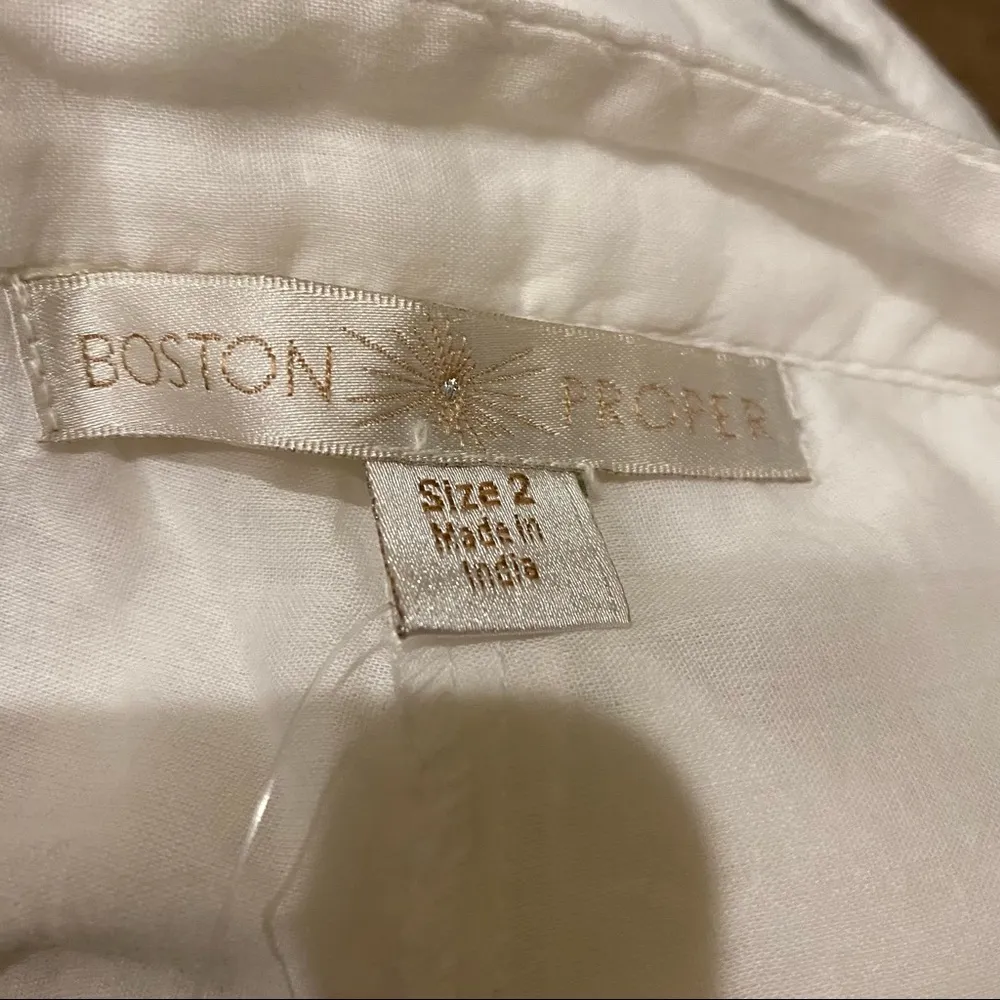 BOSTON PROPER
Size 2
Made in
India